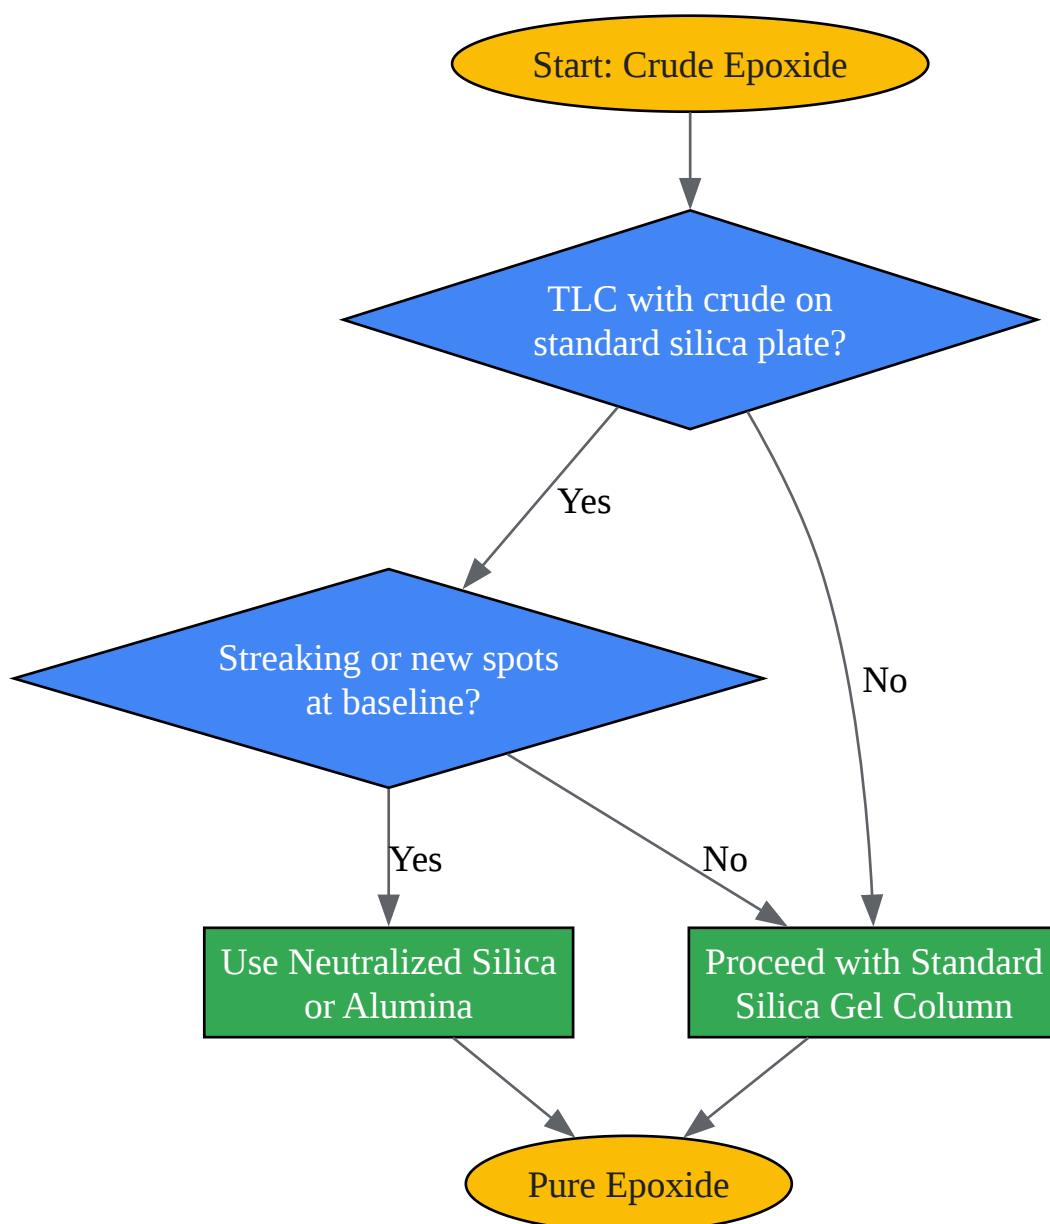 Start: Crude Epoxide
TLC with crude on
standard silica plate?
Yes
No
Streaking or new spots
at baseline?
Yes
No
Use Neutralized Silica
or Alumina
Proceed with Standard
Silica Gel Column
Pure Epoxide